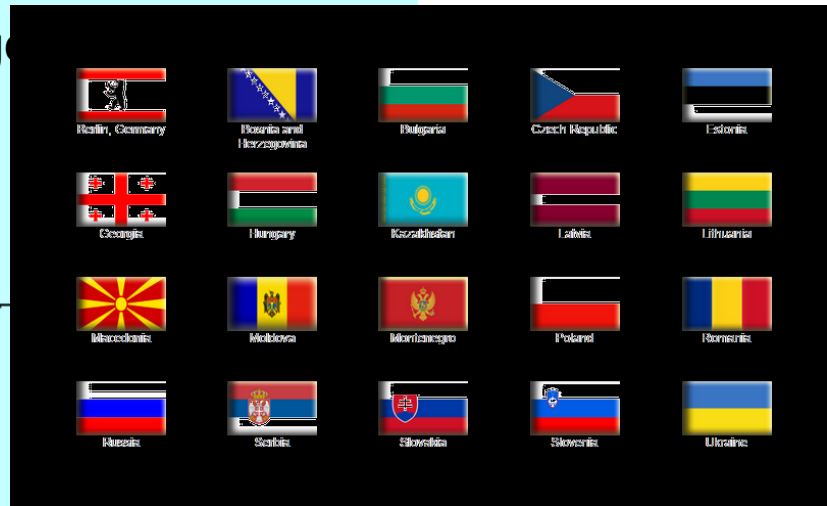 Berlin, Germany
Bosnia and
Herzegovina
Bulgaria
Czech Republic
Estonia
Georgia
Hungary
Kazakhstan
Latvia
Lithuania
Macedonia
Moldova
Montenegro
Poland
Romania
Russia
Serbia
Slovakia
Slovenia
Ukraine